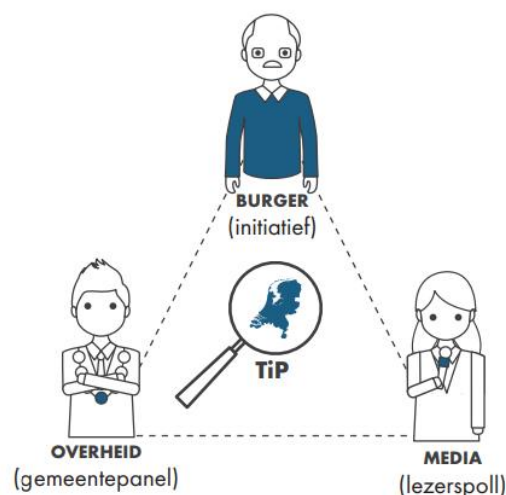 BURGER
(initiatief)
TiP
OVERHEID
(gemeentepanel)
MEDIA
(lezerspoll)